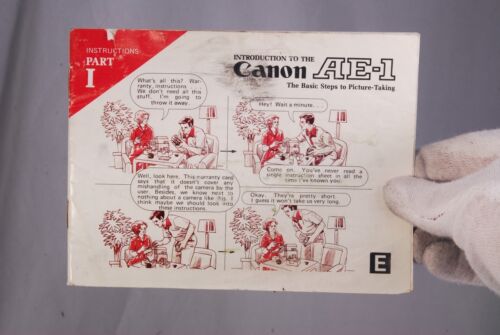 INSTRUCTIONS
PART
I
INTRODUCTION TO THE
Canon AE-1
The Basic Steps to Picture-Taking
What's all this? War-
ranty, instructions...
We don't need all this
stuff. I'm going to
throw it away.
Hey! Wait a minute.
Come on. You've never read a
single instruction sheet in all the
time I've known you.
Well, look here. This warranty card
says that it doesn't cover any
mishandling of the camera by the
user. Besides, we know next to
nothing about a camera like this. I
think maybe we should look into
these instructions.
Okay. They're pretty short.
I guess it won't take us very long.
E